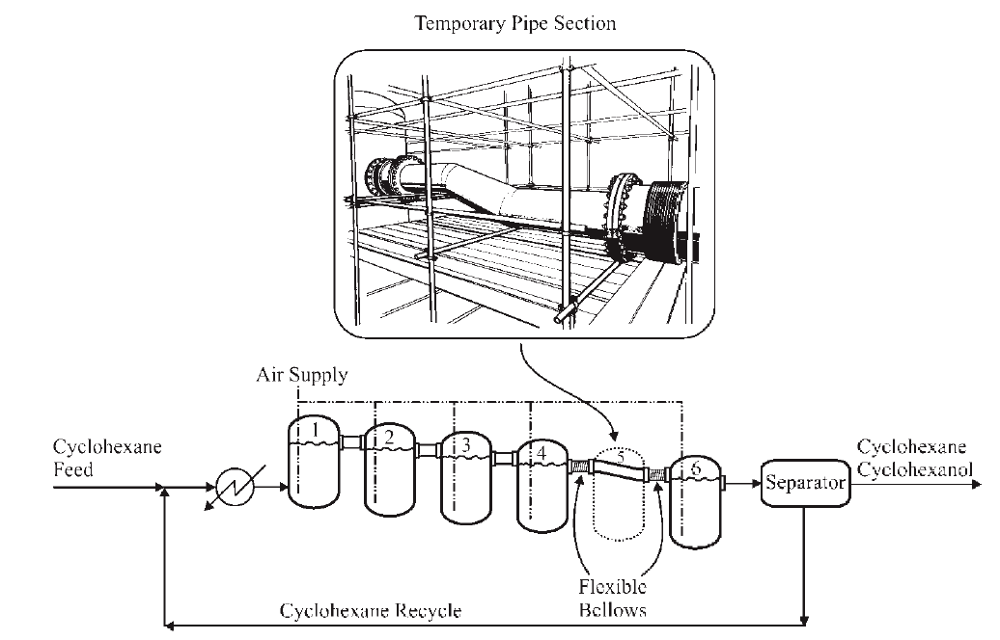 Temporary Pipe Section
Air Supply
1
2
3
4
5
6
Cyclohexane
Feed
Separator
Cyclohexane
Cyclohexanol
Flexible
Bellows
Cyclohexane Recycle